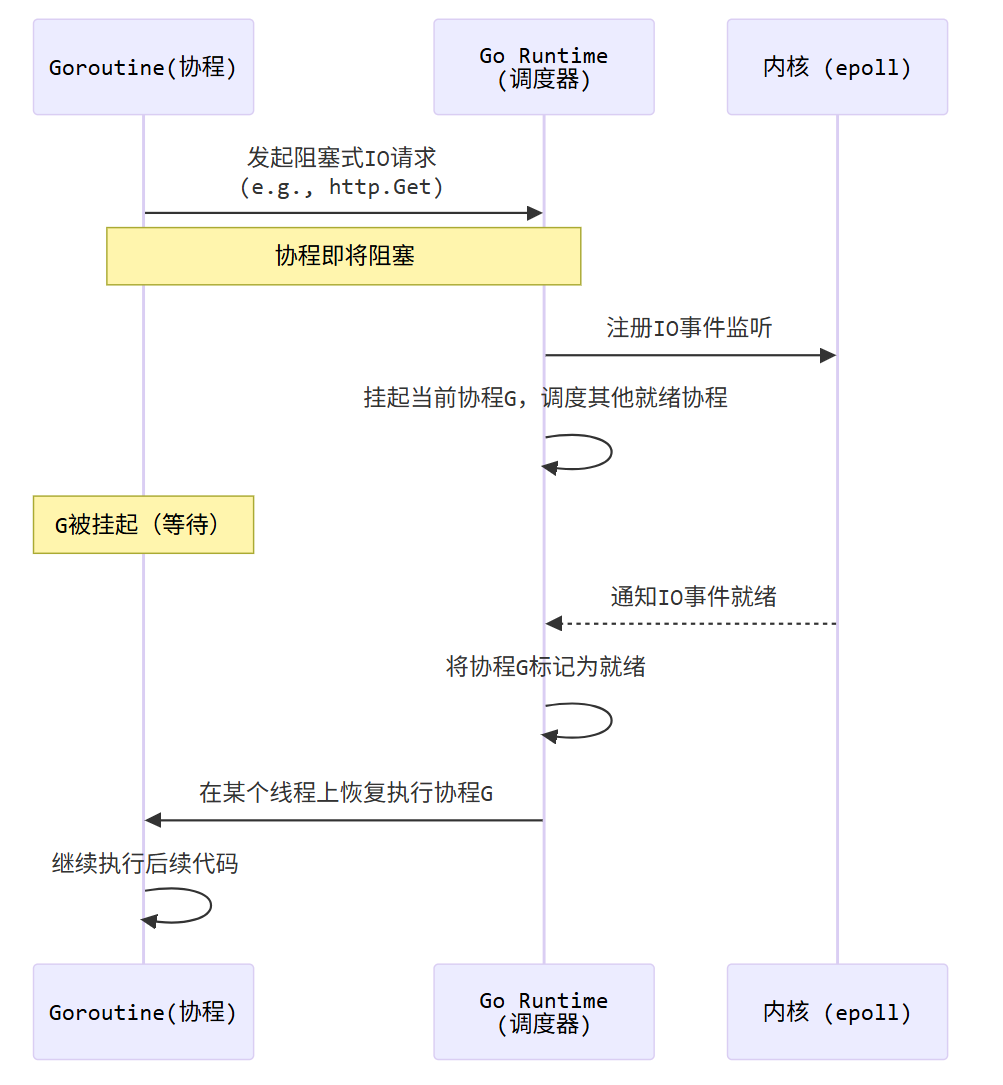 Goroutine(协程)
Go Runtime
(调度器)
内核 (epoll)
发起阻塞式IO请求
(e.g., http.Get)
协程即将阻塞
注册IO事件监听
挂起当前协程G，调度其他就绪协程
G被挂起（等待）
通知IO事件就绪
将协程G标记为就绪
在某个线程上恢复执行协程G
继续执行后续代码
Goroutine(协程)
Go Runtime
(调度器)
内核 (epoll)